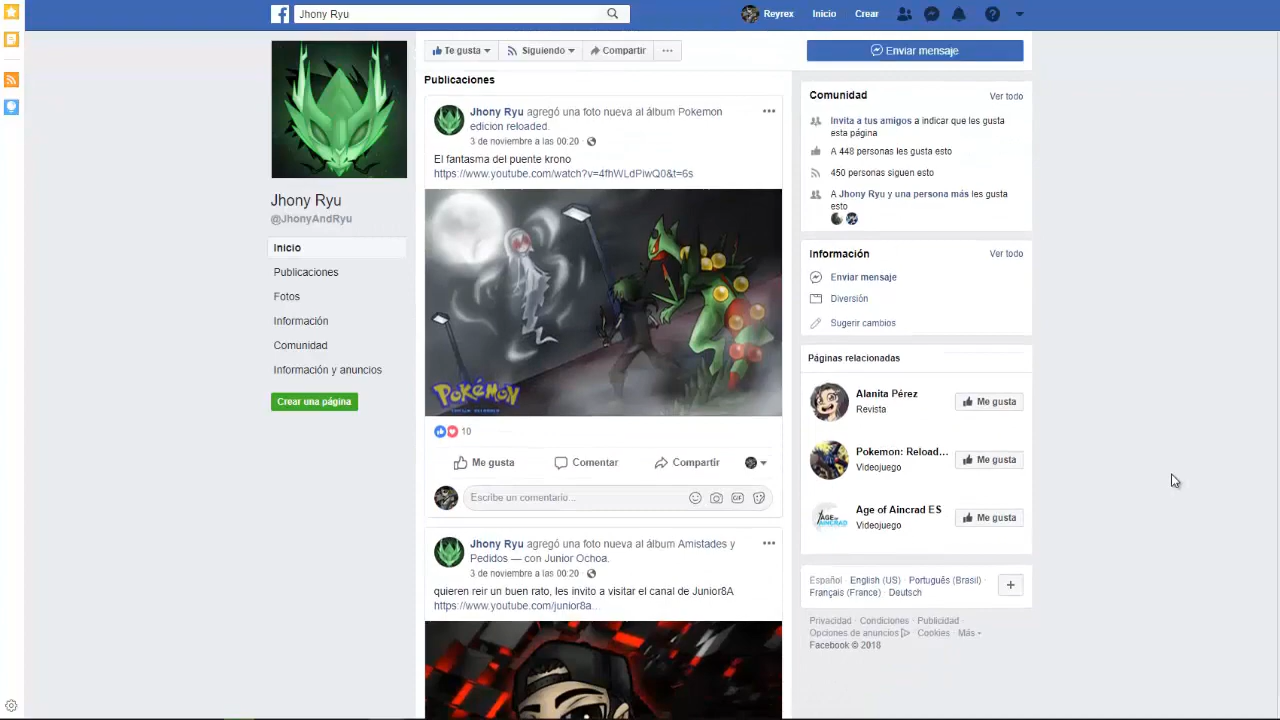 Jhony Ryu
Reyrex
Inicio
Crear
Te gusta
Siguiendo
Compartir
Enviar mensaje
Jhony Ryu
@JhonyAndRyu
Inicio
Publicaciones
Fotos
Información
Comunidad
Información y anuncios
Crear una página
Publicaciones
Jhony Ryu agregó una foto nueva al álbum Pokemon
edicion reloaded.
3 de noviembre a las 00:20
El fantasma del puente krono
https://www.youtube.com/watch?v=4fhWLdPiwQ0&t=6s
POKéMON
10
Me gusta
Comentar
Compartir
Escribe un comentario...
GIF
Jhony Ryu agregó una foto nueva al álbum Amistades y
Pedidos — con Junior Ochoa.
3 de noviembre a las 00:20
quieren reir un buen rato, les invito a visitar el canal de Junior8A
https://www.youtube.com/junior8a...
Comunidad
Ver todo
Invita a tus amigos a indicar que les gusta
esta página
A 448 personas les gusta esto
450 personas siguen esto
A Jhony Ryu y una persona más les gusta
esto
Información
Ver todo
Enviar mensaje
Diversión
Sugerir cambios
Páginas relacionadas
Alanita Pérez
Revista
Me gusta
Pokemon: Reload...
Videojuego
Me gusta
AGE OF
AINCRAD
Age of Aincrad ES
Videojuego
Me gusta
Español · English (US) · Português (Brasil) ·
Français (France) · Deutsch
Privacidad · Condiciones · Publicidad ·
Opciones de anuncios · Cookies · Más
Facebook © 2018